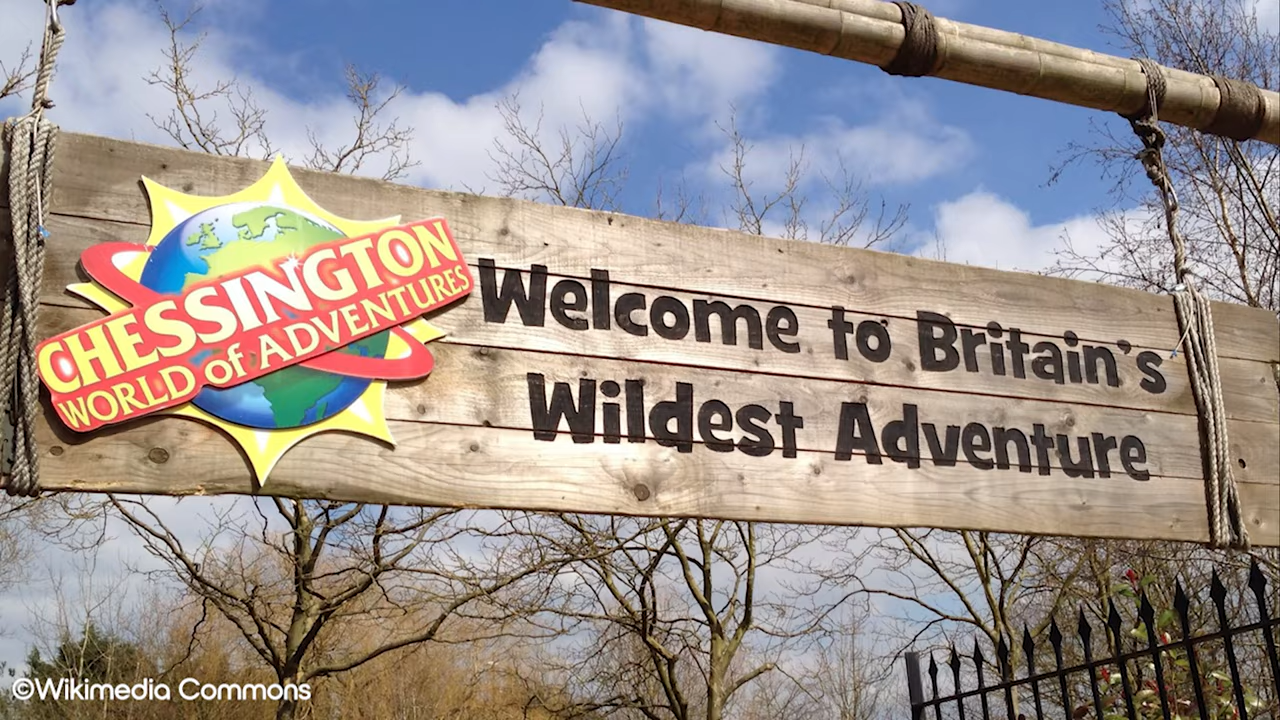 CHESSINGTON
WORLD of ADVENTURES
Welcome to Britain's
Wildest Adventure
©Wikimedia Commons